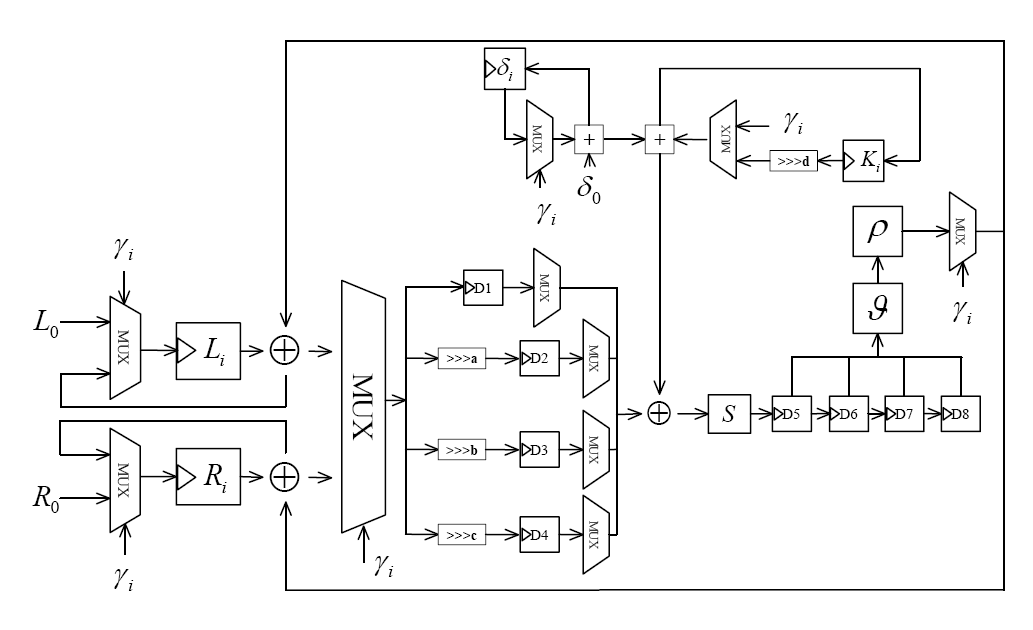 δi
MUX
+
+
MUX
γi
>>>d
Ki
δ0
γi
ρ
MUX
γi
ϑ
γi
L0
MUX
Li
+
MUX
D1
MUX
>>>a
D2
MUX
>>>b
D3
MUX
>>>c
D4
MUX
+
S
D5
D6
D7
D8
R0
MUX
Ri
+
γi
γi